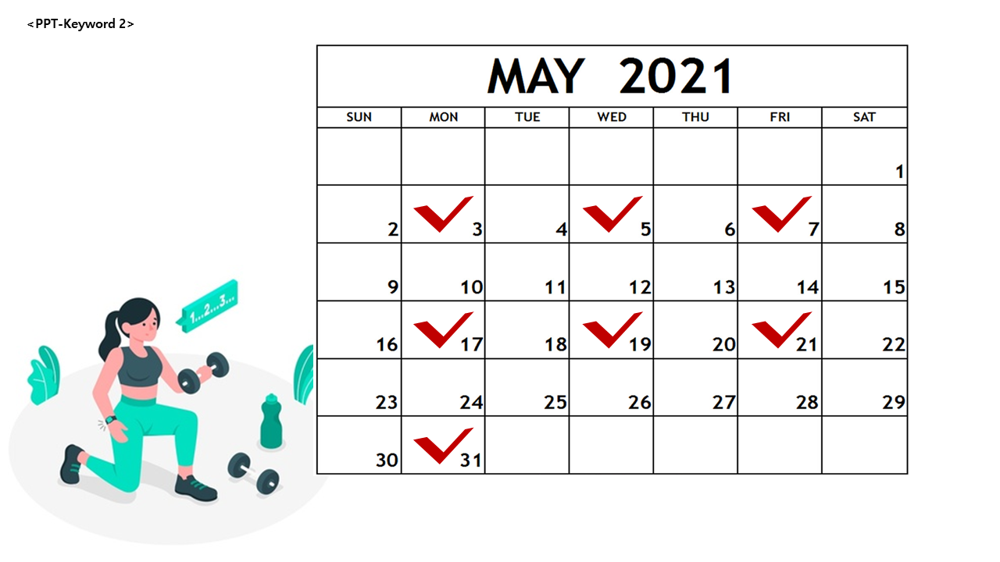 <PPT-Keyword 2>
MAY 2021
SUN MON TUE WED THU FRI SAT
1
2 3 4 5 6 7 8
9 10 11 12 13 14 15
1...2...3...
16 17 18 19 20 21 22
23 24 25 26 27 28 29
30 31